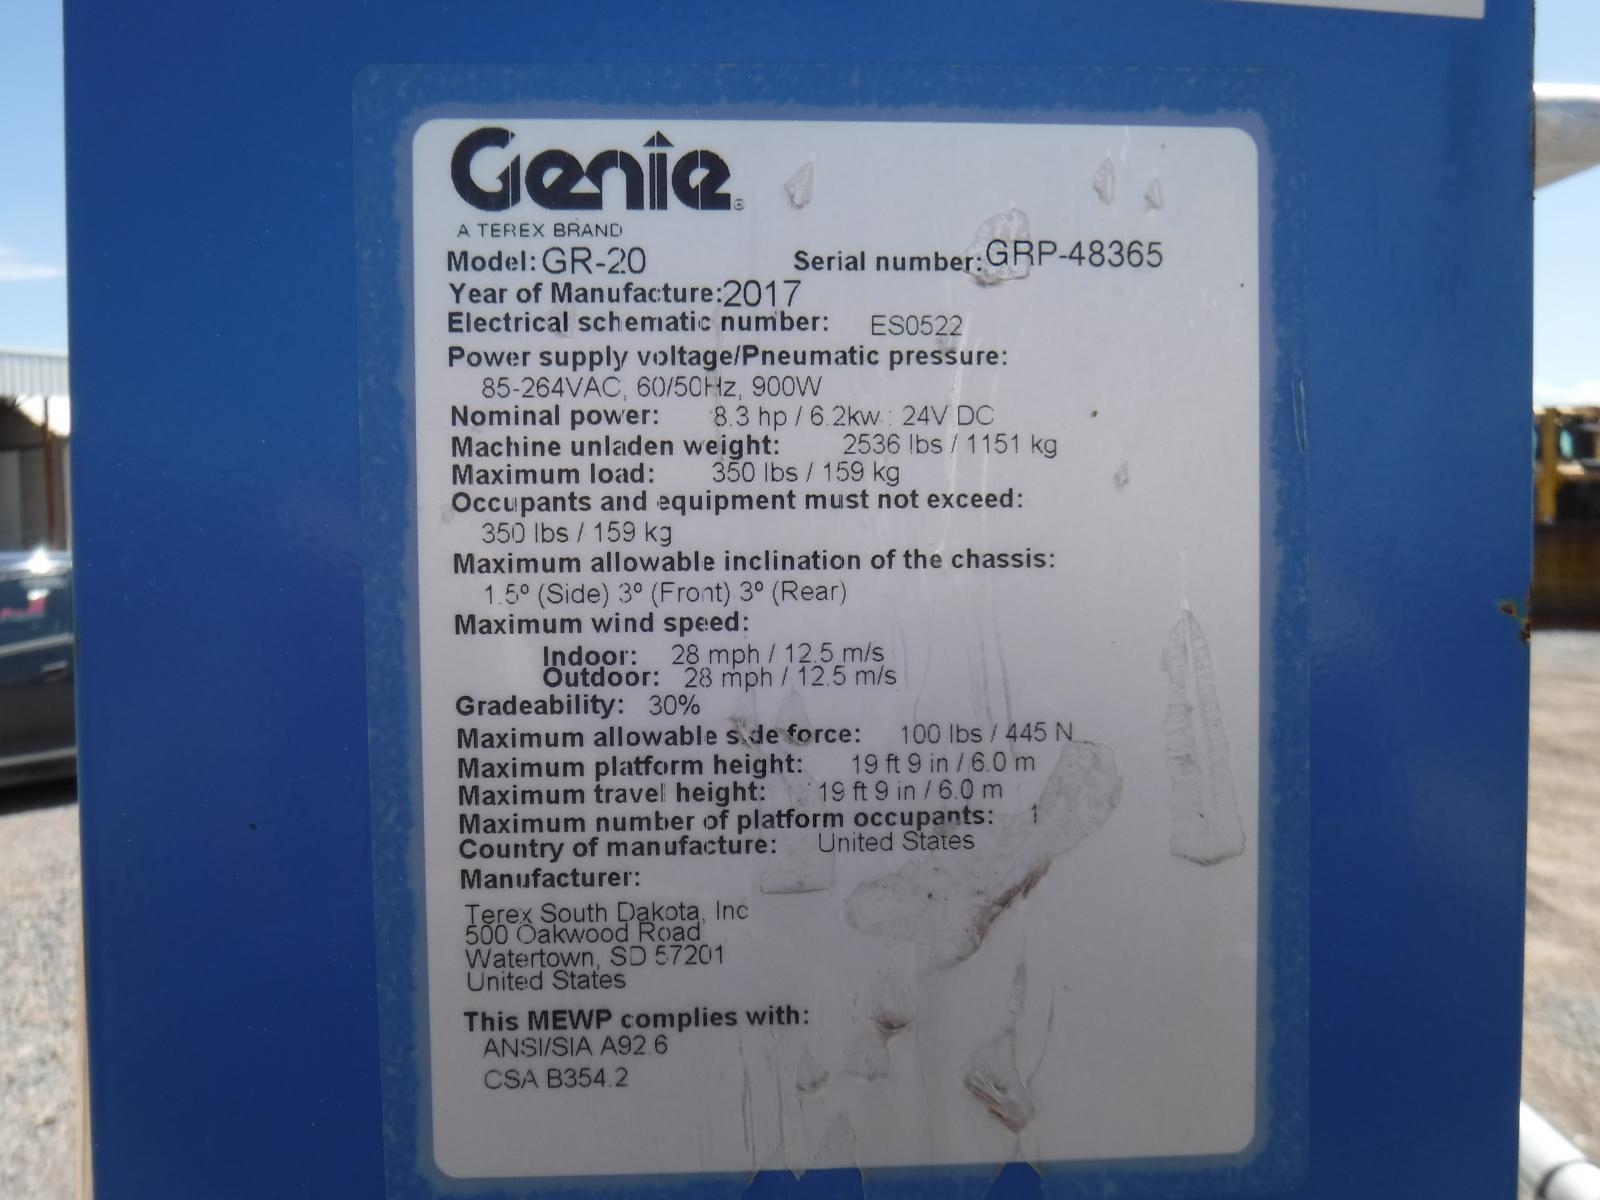 Genie®
A TEREX BRAND
Model: GR-20 Serial number: GRP-48365
Year of Manufacture: 2017
Electrical schematic number: ES0522
Power supply voltage/Pneumatic pressure:
85-264VAC, 60/50Hz, 900W
Nominal power: 8.3 hp / 6.2kw : 24V DC
Machine unladen weight: 2536 lbs / 1151 kg
Maximum load: 350 lbs / 159 kg
Occupants and equipment must not exceed:
350 lbs / 159 kg
Maximum allowable inclination of the chassis:
1.5º (Side) 3º (Front) 3º (Rear)
Maximum wind speed:
Indoor: 28 mph / 12.5 m/s
Outdoor: 28 mph / 12.5 m/s
Gradeability: 30%
Maximum allowable side force: 100 lbs / 445 N
Maximum platform height: 19 ft 9 in / 6.0 m
Maximum travel height: 19 ft 9 in / 6.0 m
Maximum number of platform occupants: 1
Country of manufacture: United States
Manufacturer:
Terex South Dakota, Inc
500 Oakwood Road
Watertown, SD 57201
United States
This MEWP complies with:
ANSI/SIA A92.6
CSA B354.2